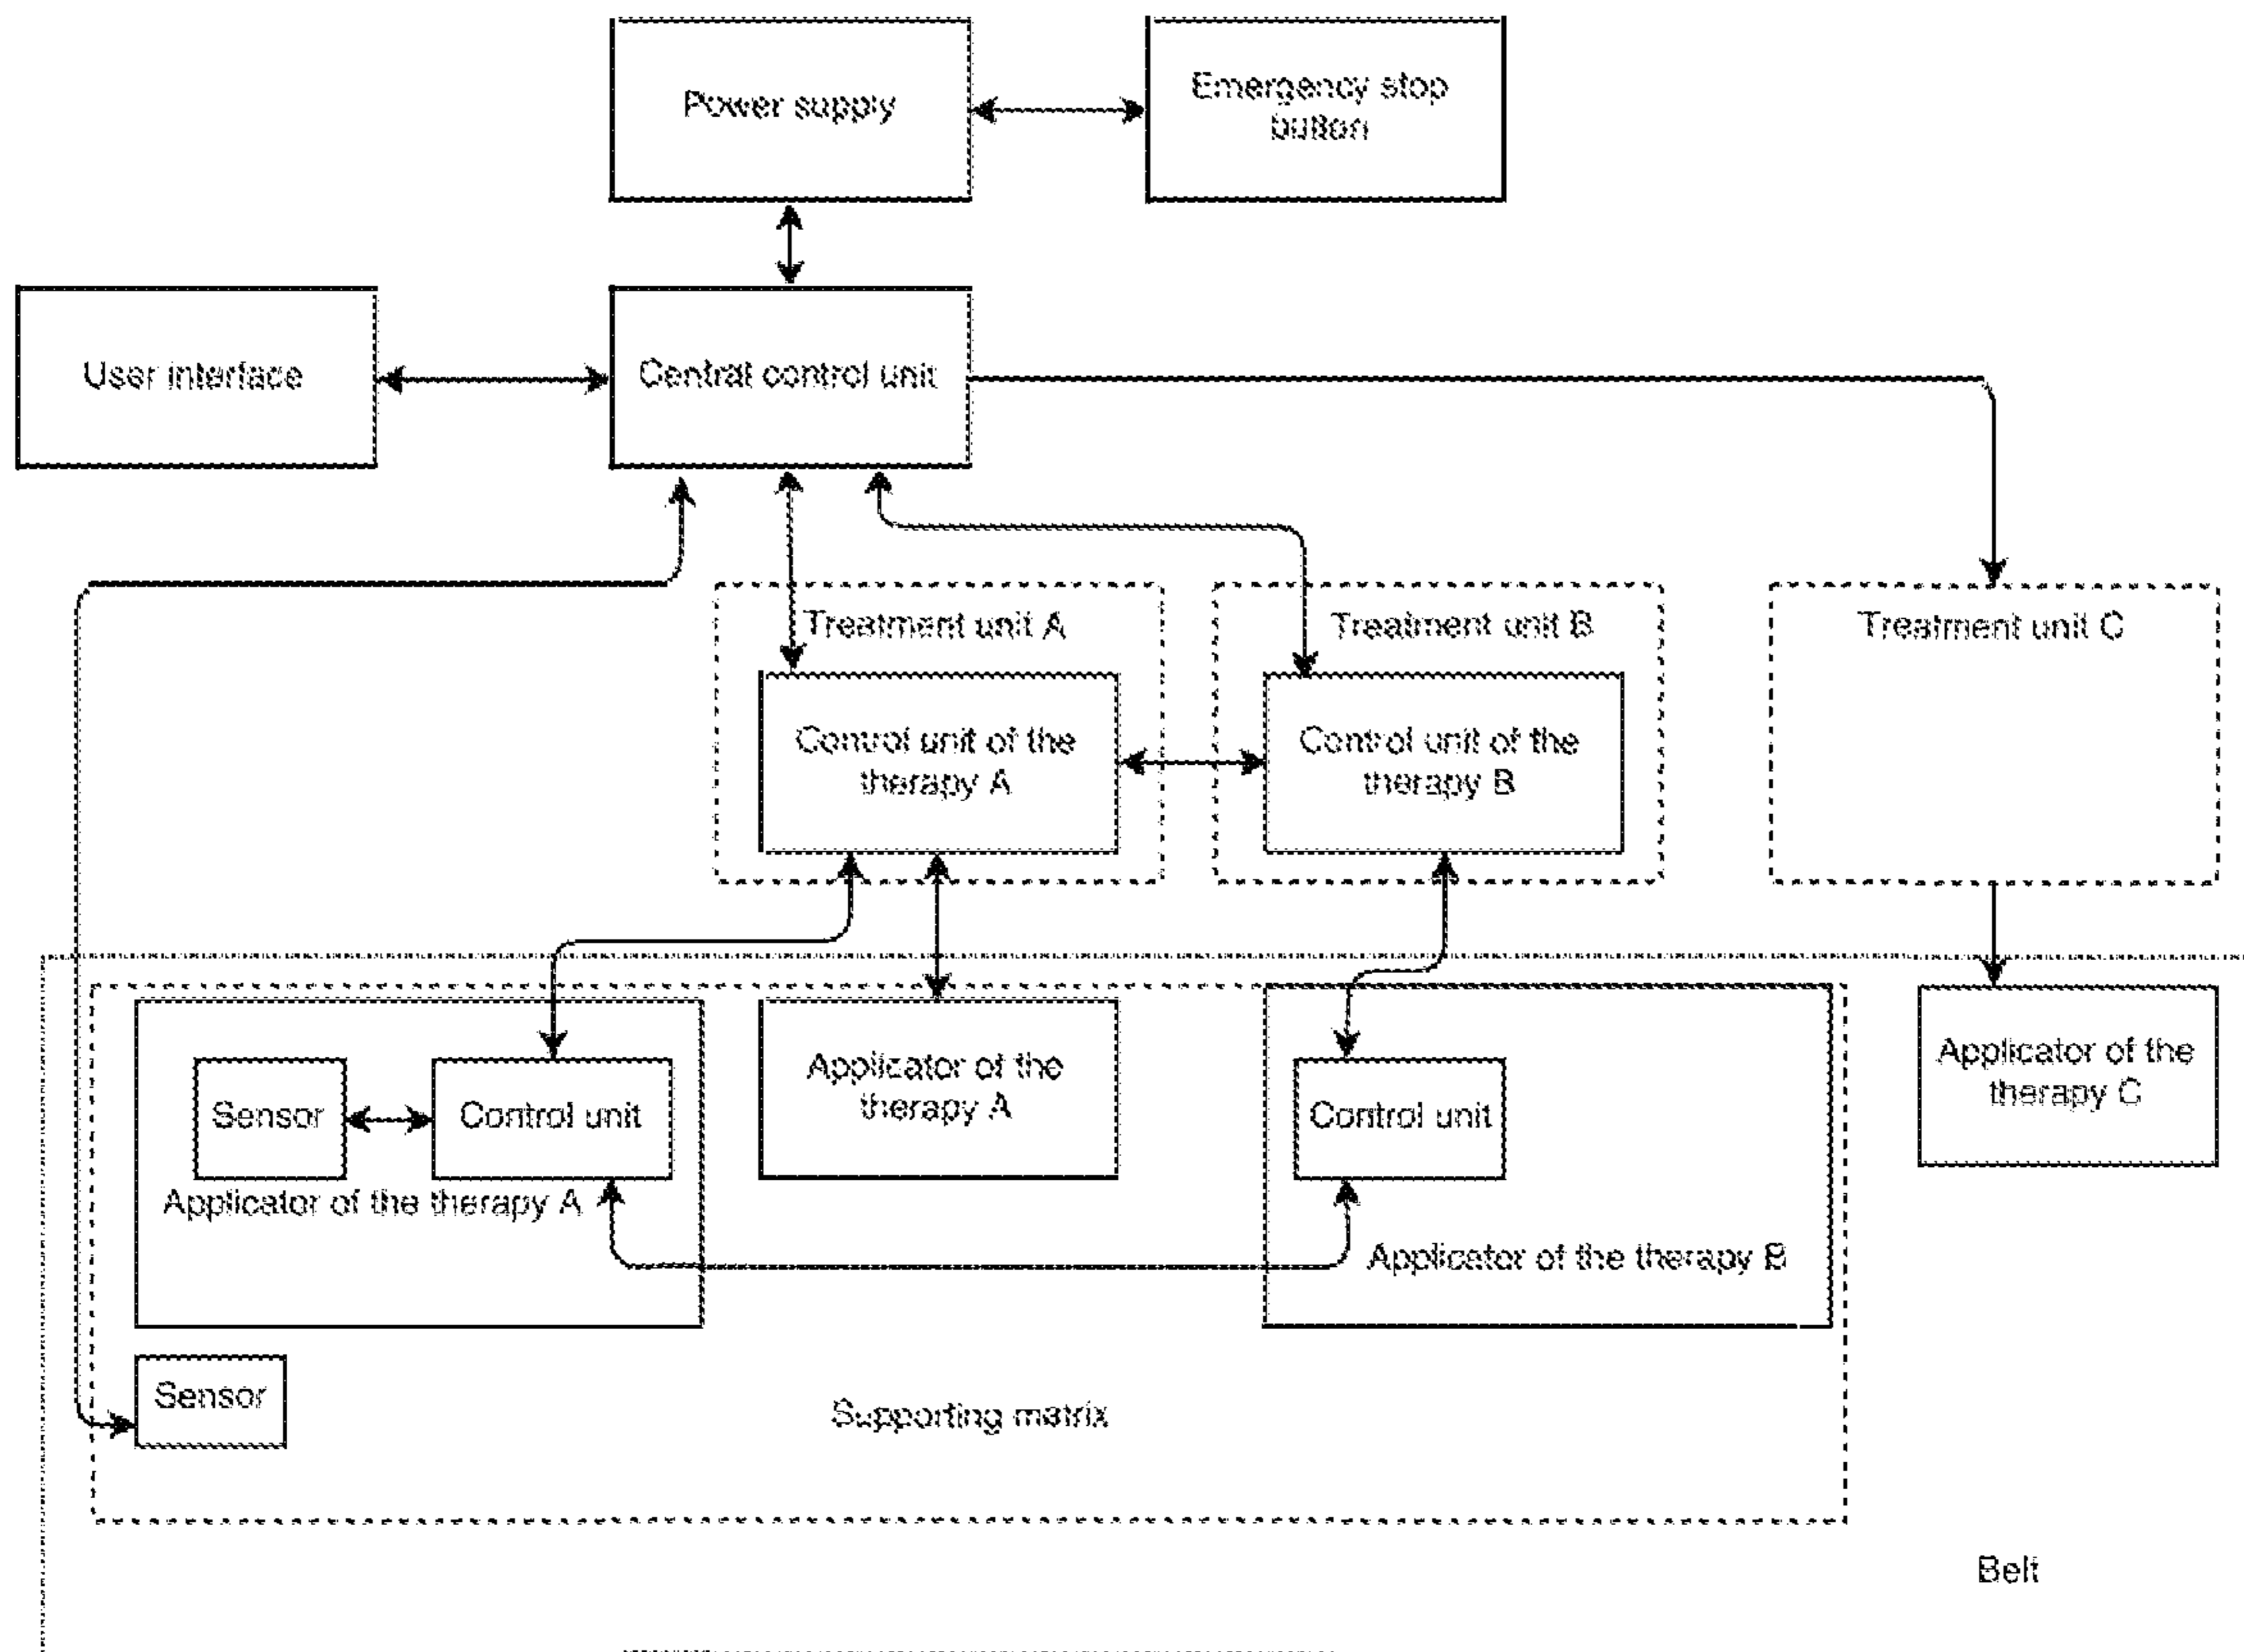 Power supply
Emergency stop
button
User interface
Central control unit
Treatment unit A
Treatment unit B
Treatment unit C
Control unit of the
therapy A
Control unit of the
therapy B
Sensor
Control unit
Applicator of the therapy A
Applicator of the
therapy A
Control unit
Applicator of the therapy B
Applicator of the
therapy C
Sensor
Supporting matrix
Belt